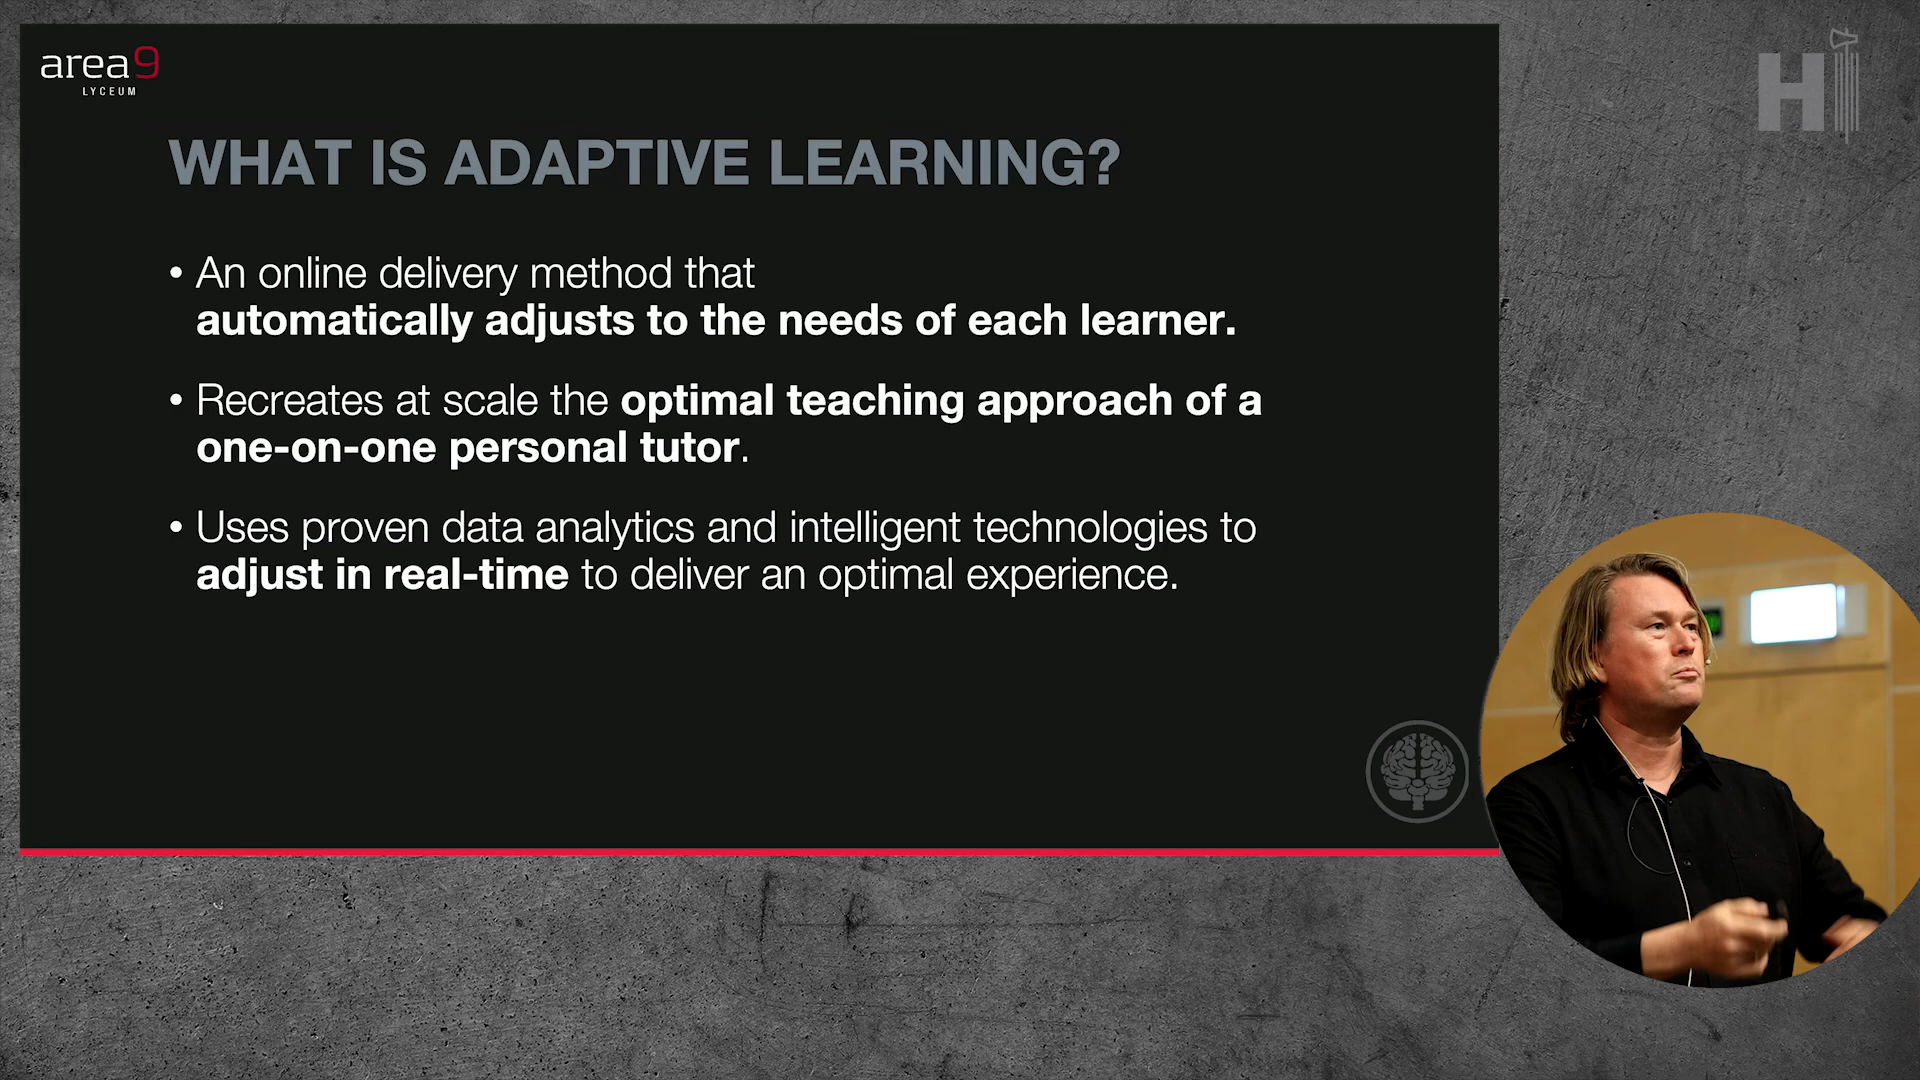 area9
LYCEUM
H
WHAT IS ADAPTIVE LEARNING?
• An online delivery method that
automatically adjusts to the needs of each learner.
• Recreates at scale the optimal teaching approach of a
one-on-one personal tutor.
• Uses proven data analytics and intelligent technologies to
adjust in real-time to deliver an optimal experience.